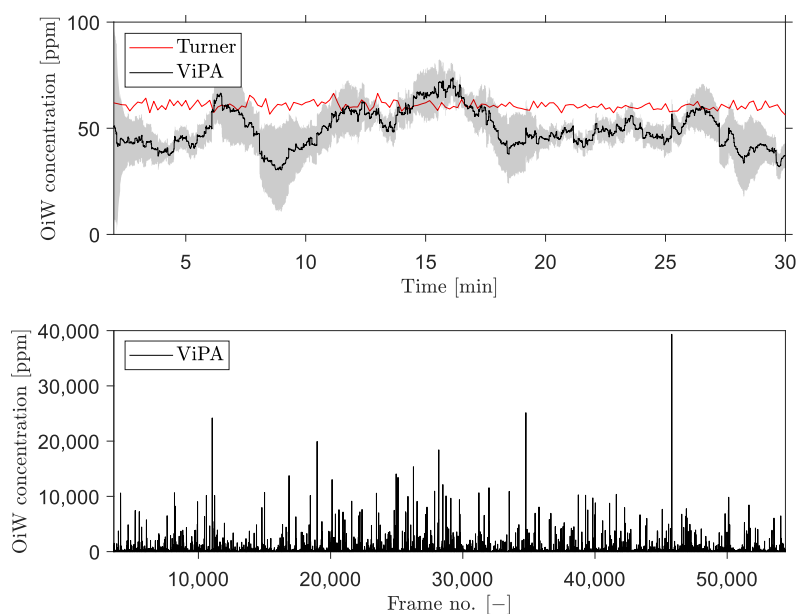 100
50
0
OiW concentration [ppm]
Turner
ViPA
5
10
15
20
25
30
Time [min]
40,000
30,000
20,000
10,000
0
OiW concentration [ppm]
ViPA
10,000
20,000
30,000
40,000
50,000
Frame no. [−]